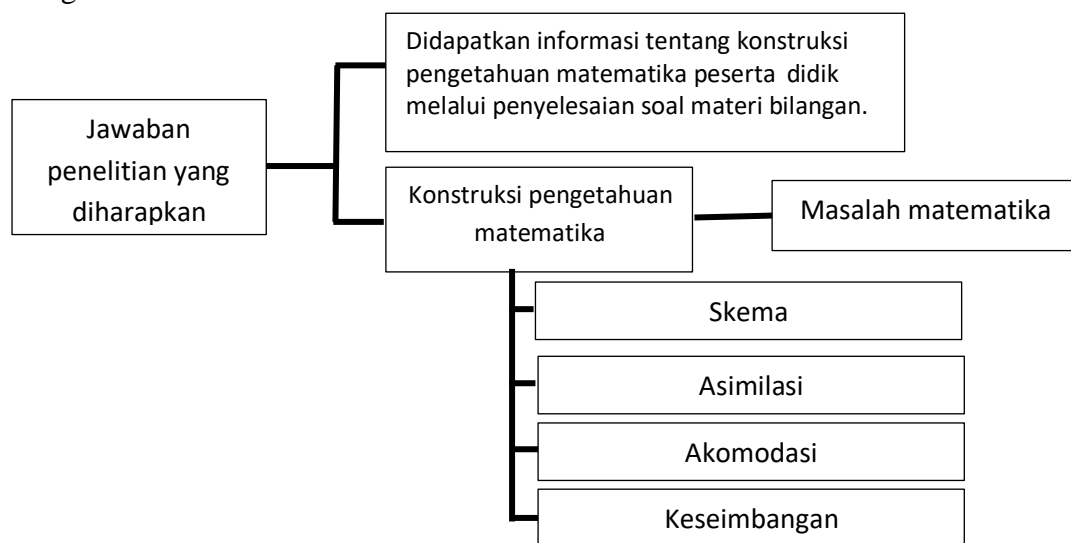 Didapatkan informasi tentang konstruksi
pengetahuan matematika peserta didik
melalui penyelesaian soal materi bilangan.
Jawaban
penelitian yang
diharapkan
Konstruksi pengetahuan
matematika
Masalah matematika
Skema
Asimilasi
Akomodasi
Keseimbangan